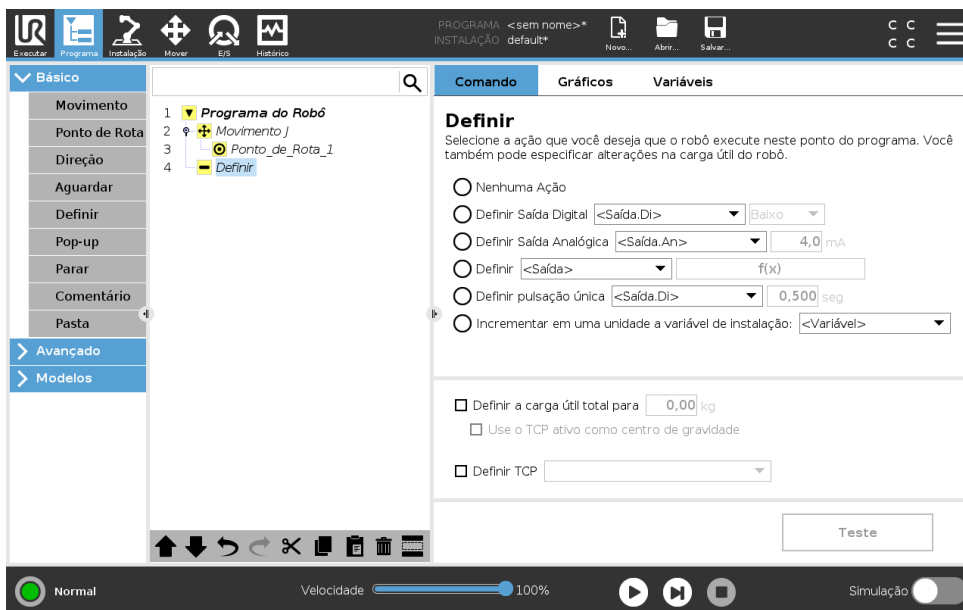 UR
PROGRAMA <sem nome>*
INSTALAÇÃO default*
Executar Programa Instalação Mover E/S Histórico Novo... Abrir... Salvar...
C C
C C
Básico
Movimento
Ponto de Rota
Direção
Aguardar
Definir
Pop-up
Parar
Comentário
Pasta
Avançado
Modelos
1 Programa do Robô
2 Movimento J
3 Ponto_de_Rota_1
4 Definir
Comando Gráficos Variáveis
Definir
Selecione a ação que você deseja que o robô execute neste ponto do programa. Você
também pode especificar alterações na carga útil do robô.
Nenhuma Ação
Definir Saída Digital <Saída.Di> Baixo
Definir Saída Analógica <Saída.An> 4,0 mA
Definir <Saída> f(x)
Definir pulsação única <Saída.Di> 0,500 seg
Incrementar em uma unidade a variável de instalação: <Variável>
Definir a carga útil total para 0,00 kg
Use o TCP ativo como centro de gravidade
Definir TCP
Teste
Normal Velocidade 100% Simulação